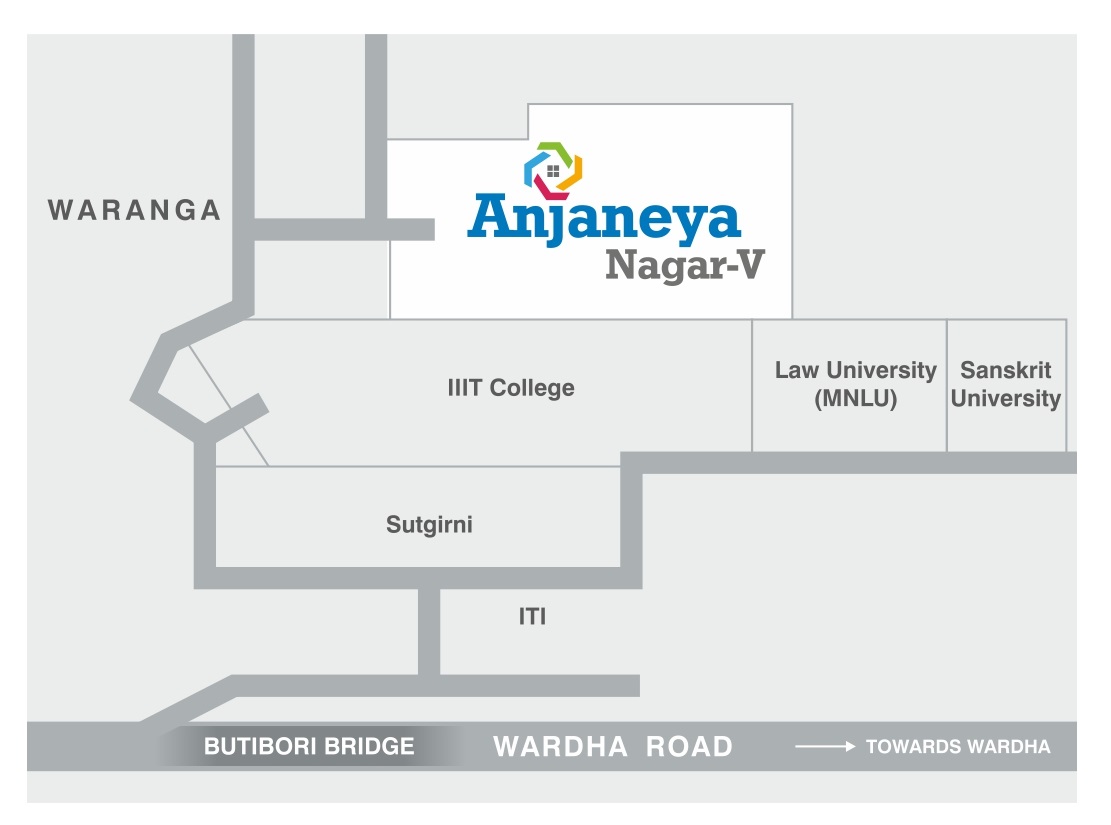 WARANGA
Anjaneya
Nagar-V
IIIT College
Law University
(MNLU)
Sanskrit
University
Sutgirni
ITI
BUTIBORI BRIDGE
WARDHA ROAD
TOWARDS WARDHA